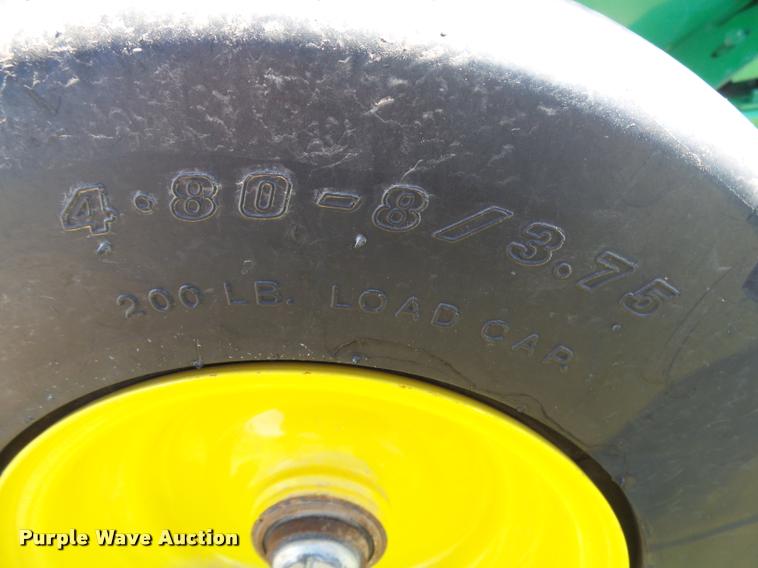 4·80-8/3.75
200 LB. LOAD CAP.
Purple Wave Auction